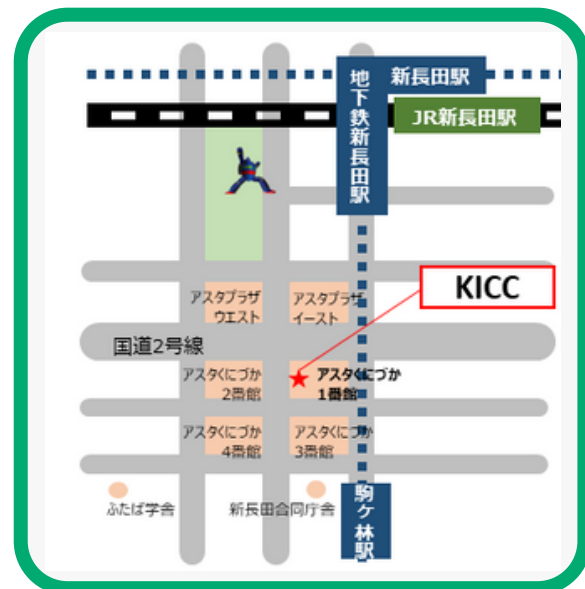 新長田駅
地下鉄新長田駅
JR新長田駅
KICC
アスタプラザ
ウエスト
アスタプラザ
イースト
国道2号線
アスタくにづか
2番館
アスタくにづか
1番館
アスタくにづか
4番館
アスタくにづか
3番館
ふたば学舎
新長田合同庁舎
駒ヶ林駅